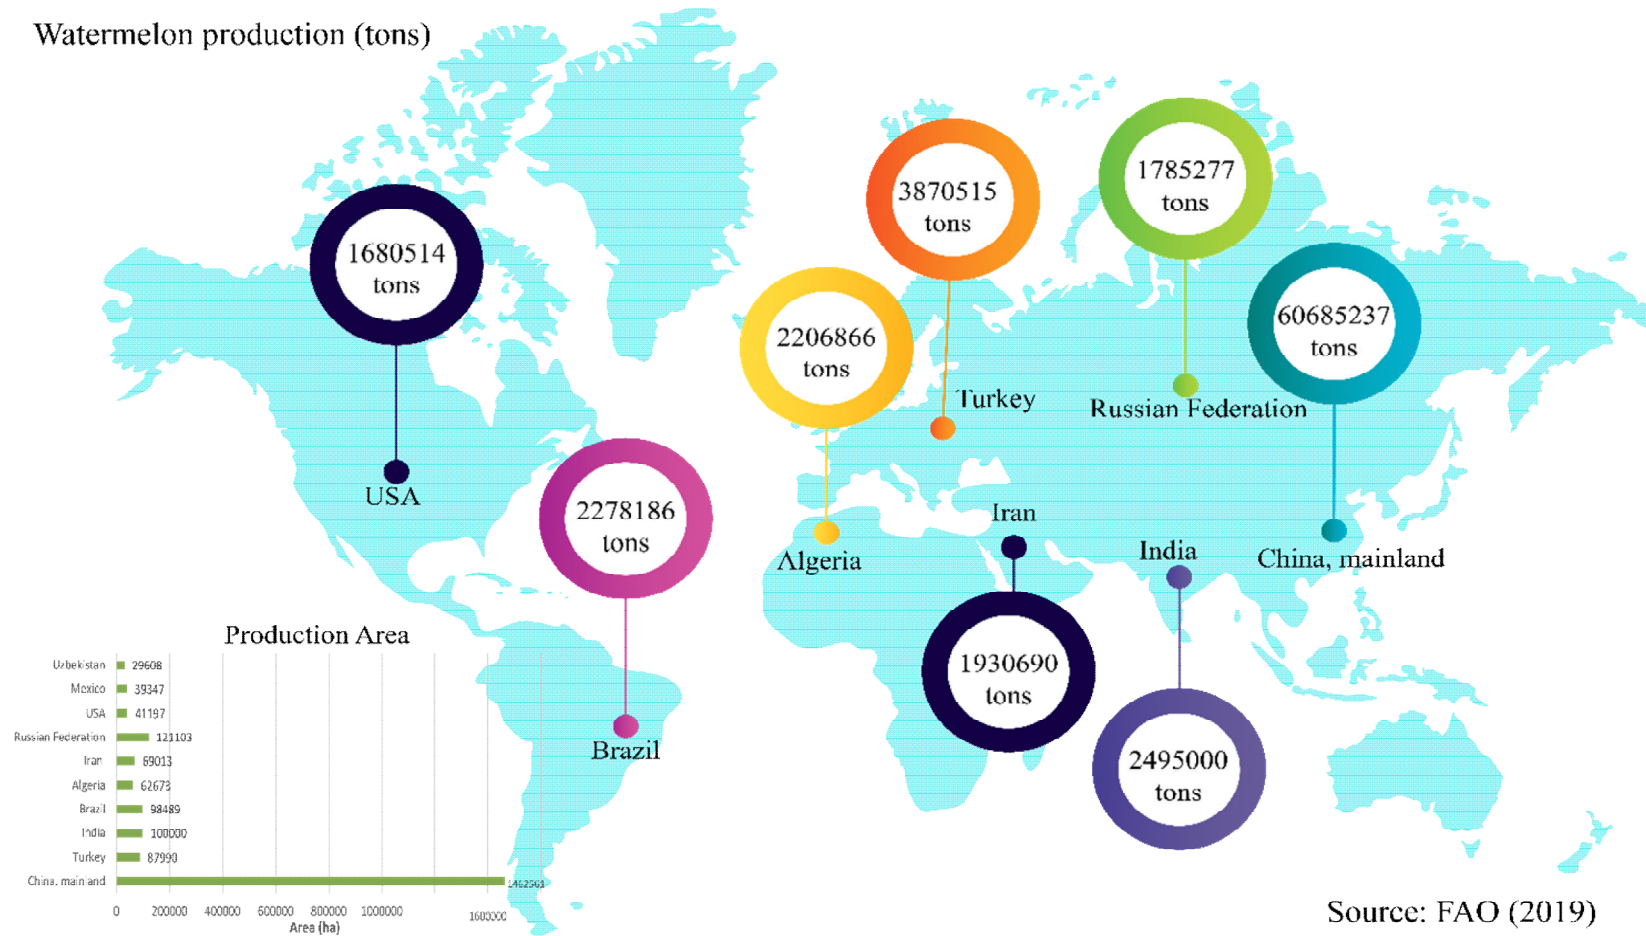 Watermelon production (tons)
1680514
tons
USA
2278186
tons
Brazil
2206866
tons
Algeria
3870515
tons
Turkey
1785277
tons
Russian Federation
60685237
tons
China, mainland
Iran
1930690
tons
India
2495000
tons
Production Area
Uzbekistan 29608
Mexico 39347
USA 41197
Russian Federation 121103
Iran 69013
Algeria 62673
Brazil 98489
India 100000
Turkey 87990
China, mainland
0 200000 400000 600000 800000 1000000 1600000
Area (ha)
Source: FAO (2019)